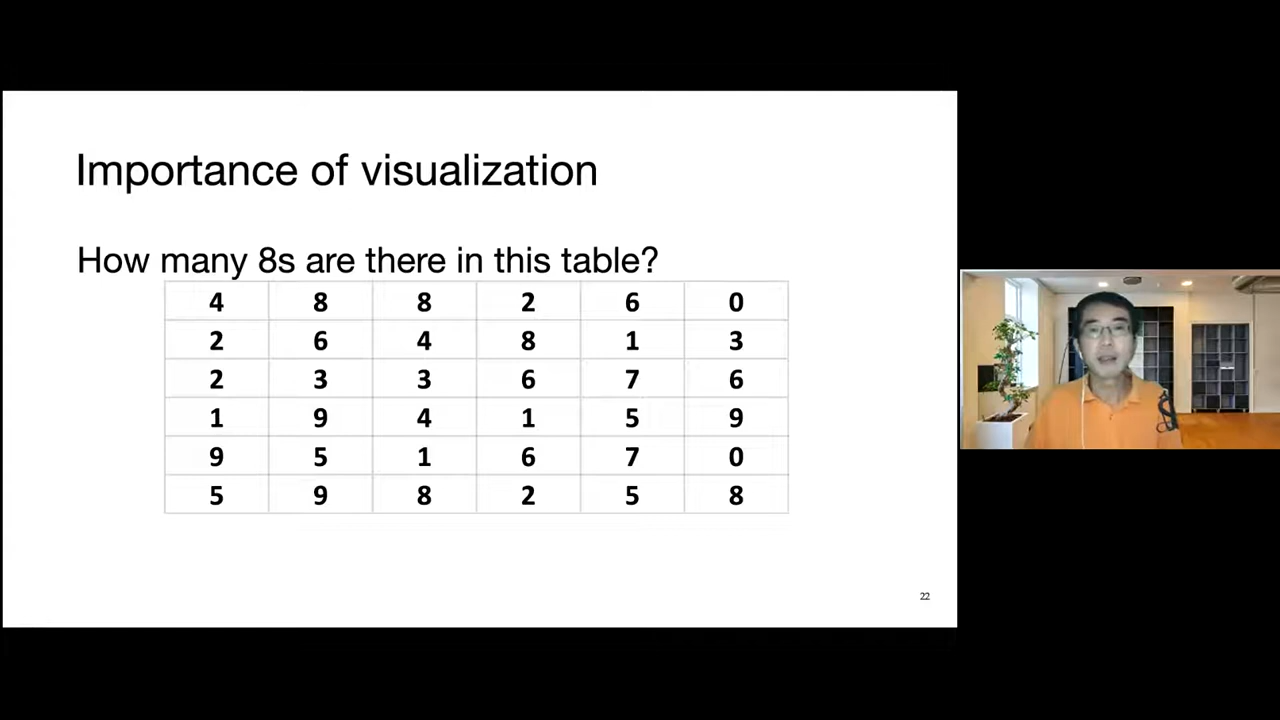 Importance of visualization
How many 8s are there in this table?
4 8 8 2 6 0
2 6 4 8 1 3
2 3 3 6 7 6
1 9 4 1 5 9
9 5 1 6 7 0
5 9 8 2 5 8
22